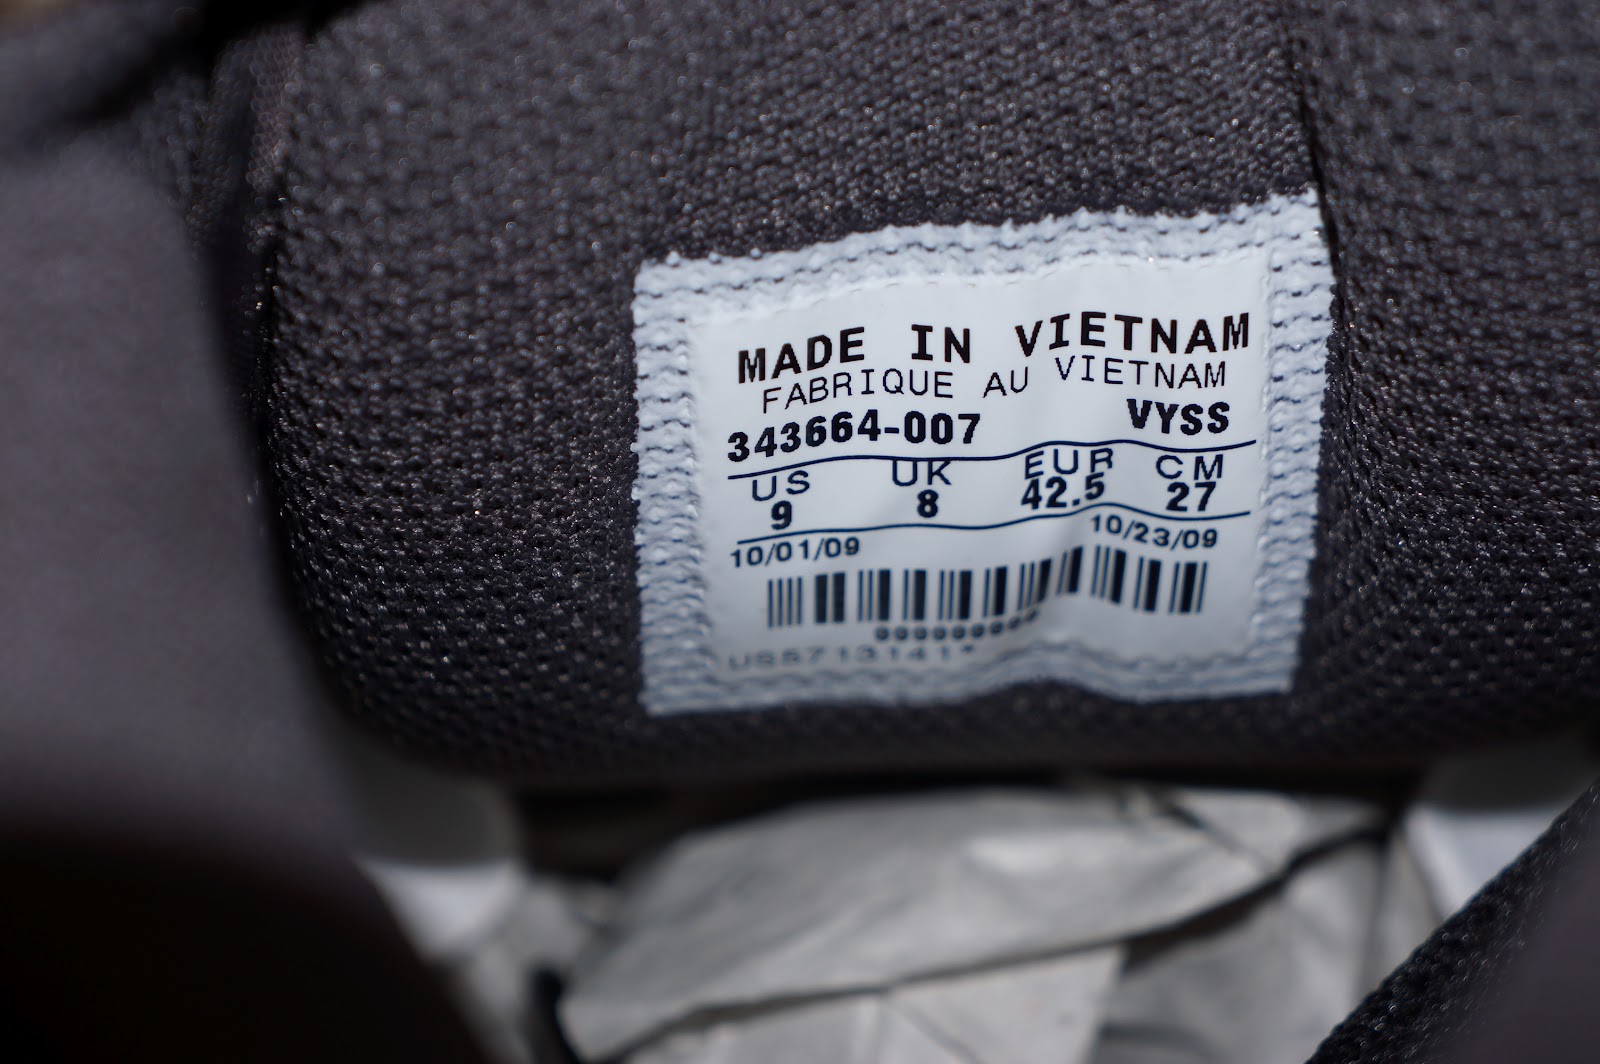 MADE IN VIETNAM
FABRIQUE AU VIETNAM
343664-007 VYSS
US UK EUR CM
9 8 42.5 27
10/01/09 10/23/09